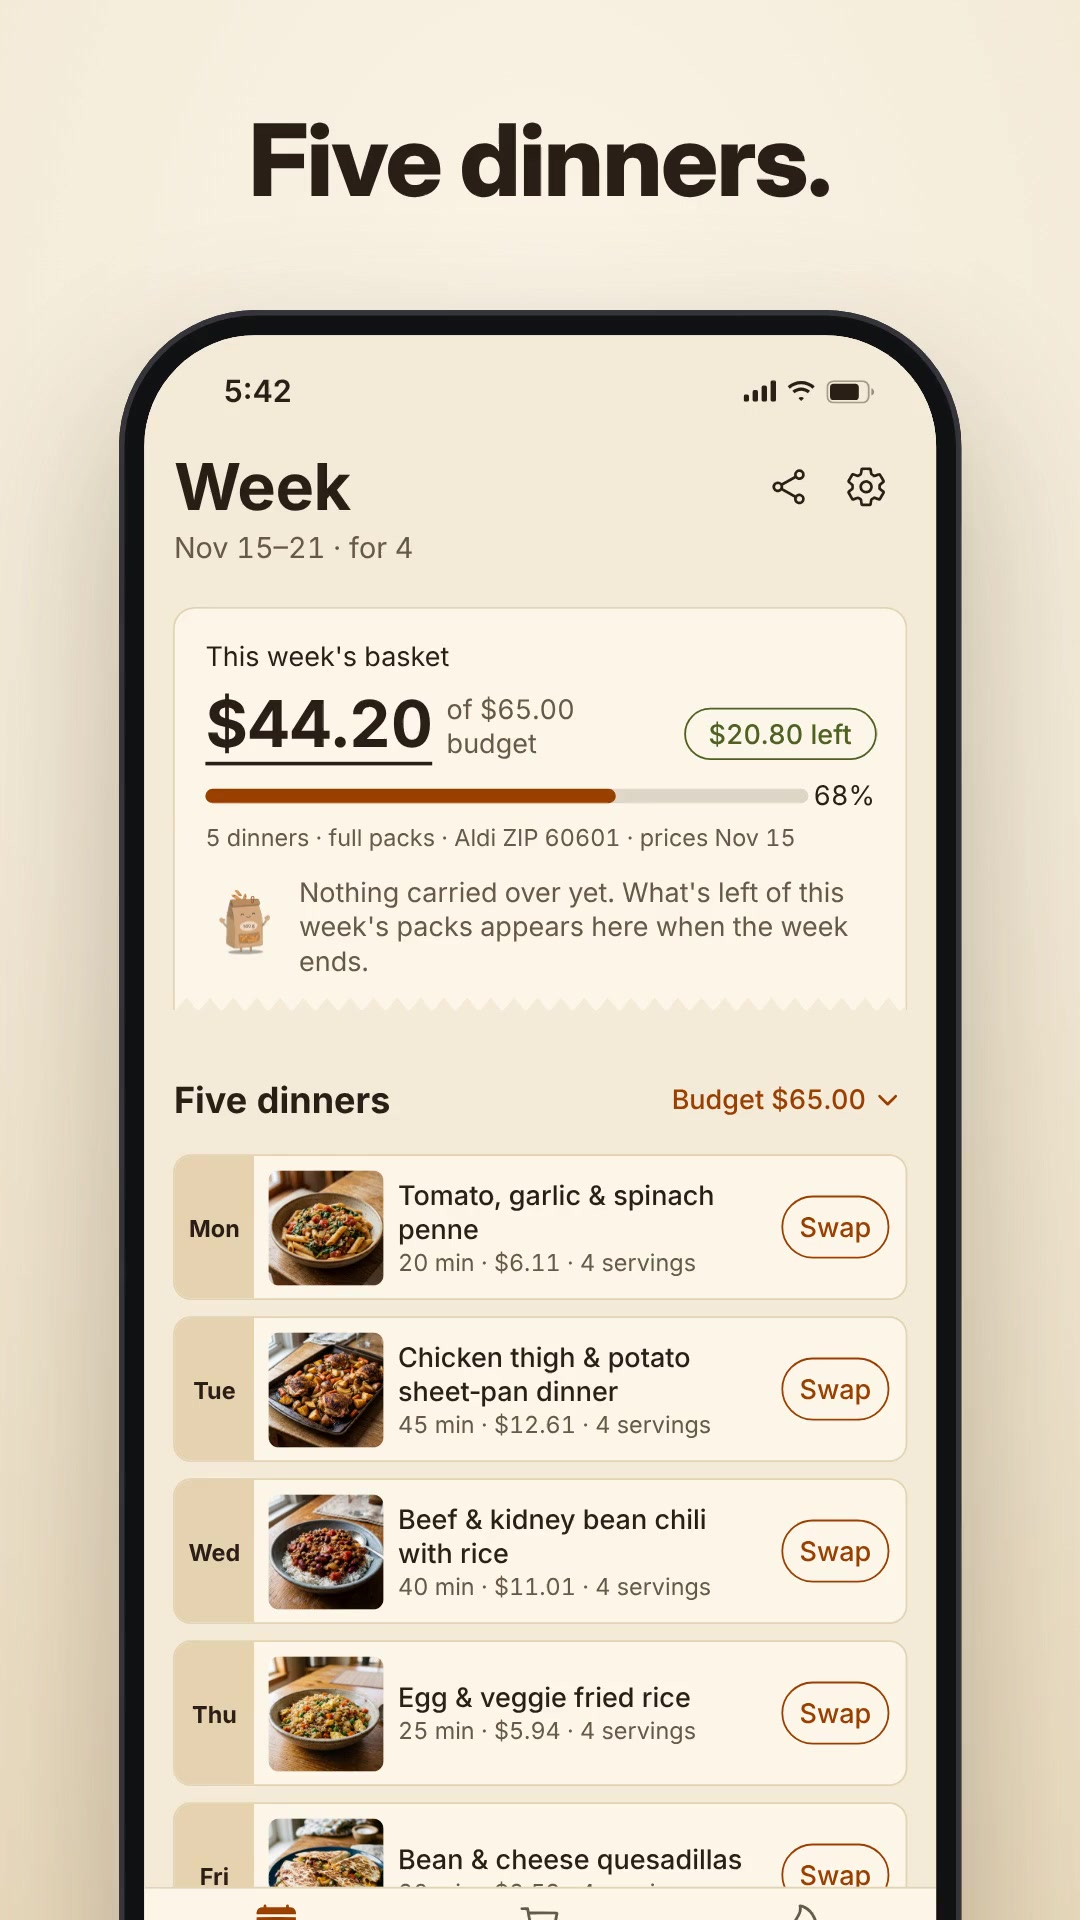 Five dinners.
5:42
Week
Nov 15–21 · for 4
This week's basket
$44.20
of $65.00
budget
$20.80 left
68%
5 dinners · full packs · Aldi ZIP 60601 · prices Nov 15
Nothing carried over yet. What's left of this
week's packs appears here when the week
ends.
Five dinners
Budget $65.00
Mon
Tomato, garlic & spinach
penne
20 min · $6.11 · 4 servings
Swap
Tue
Chicken thigh & potato
sheet-pan dinner
45 min · $12.61 · 4 servings
Swap
Wed
Beef & kidney bean chili
with rice
40 min · $11.01 · 4 servings
Swap
Thu
Egg & veggie fried rice
25 min · $5.94 · 4 servings
Swap
Fri
Bean & cheese quesadillas
Swap